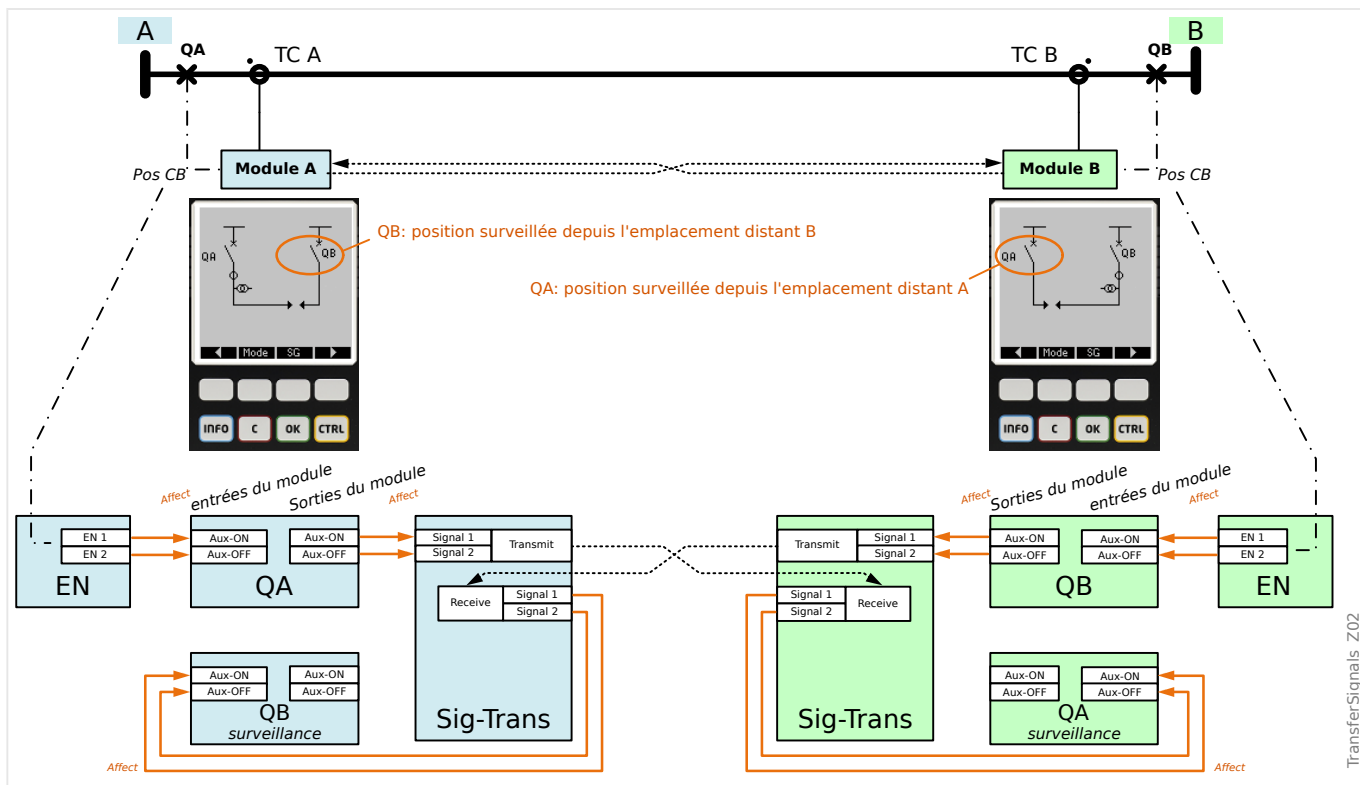 A
B
QA
TC A
TC B
QB
Module A
Module B
Pos CB
Pos CB
QA
QB
Mode
SG
INFO
C
OK
CTRL
QB: position surveillée depuis l'emplacement distant B
QA: position surveillée depuis l'emplacement distant A
QA
QB
Mode
SG
INFO
C
OK
CTRL
Affect
entrées du module
Sorties du module
Affect
Affect
Sorties du module
entrées du module
Affect
EN 1
EN 2
EN
Aux-ON
Aux-OFF
Aux-ON
Aux-OFF
QA
Signal 1
Signal 2
Transmit
Receive
Signal 1
Signal 2
Sig-Trans
Transmit
Signal 1
Signal 2
Signal 1
Signal 2
Receive
Sig-Trans
Aux-ON
Aux-OFF
Aux-ON
Aux-OFF
QB
EN 1
EN 2
EN
Aux-ON
Aux-OFF
Aux-ON
Aux-OFF
QB
surveillance
Aux-ON
Aux-OFF
Aux-ON
Aux-OFF
QA
surveillance
Affect
Affect
TransferSignals_Z02